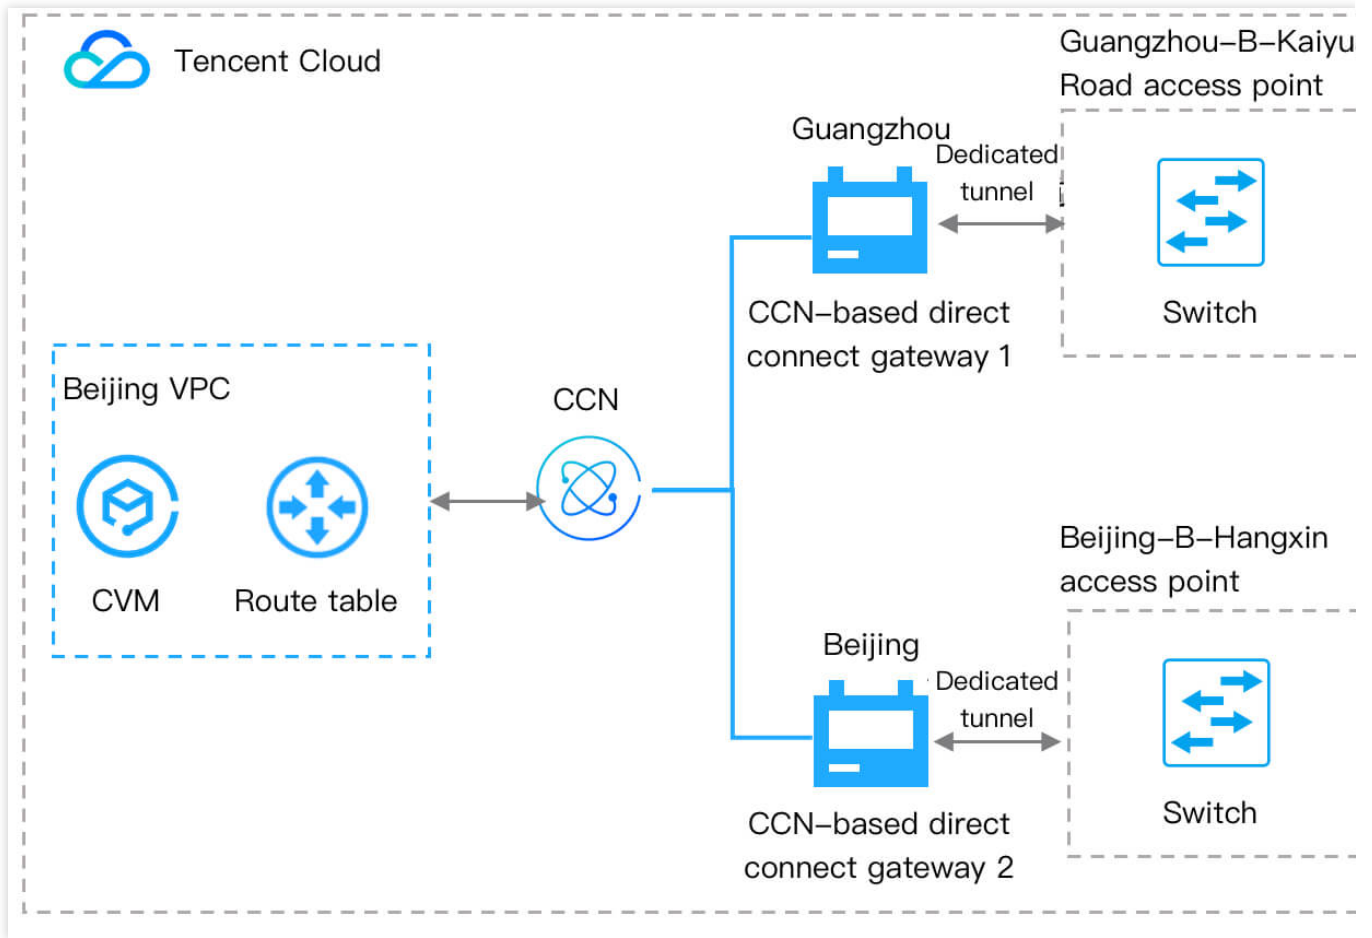 Tencent Cloud
Guangzhou–B–Kaiyu
Road access point
Guangzhou
Dedicated
tunnel
Switch
CCN–based direct
connect gateway 1
Beijing VPC
CCN
CVM
Route table
Beijing–B–Hangxin
access point
Beijing
Dedicated
tunnel
Switch
CCN–based direct
connect gateway 2